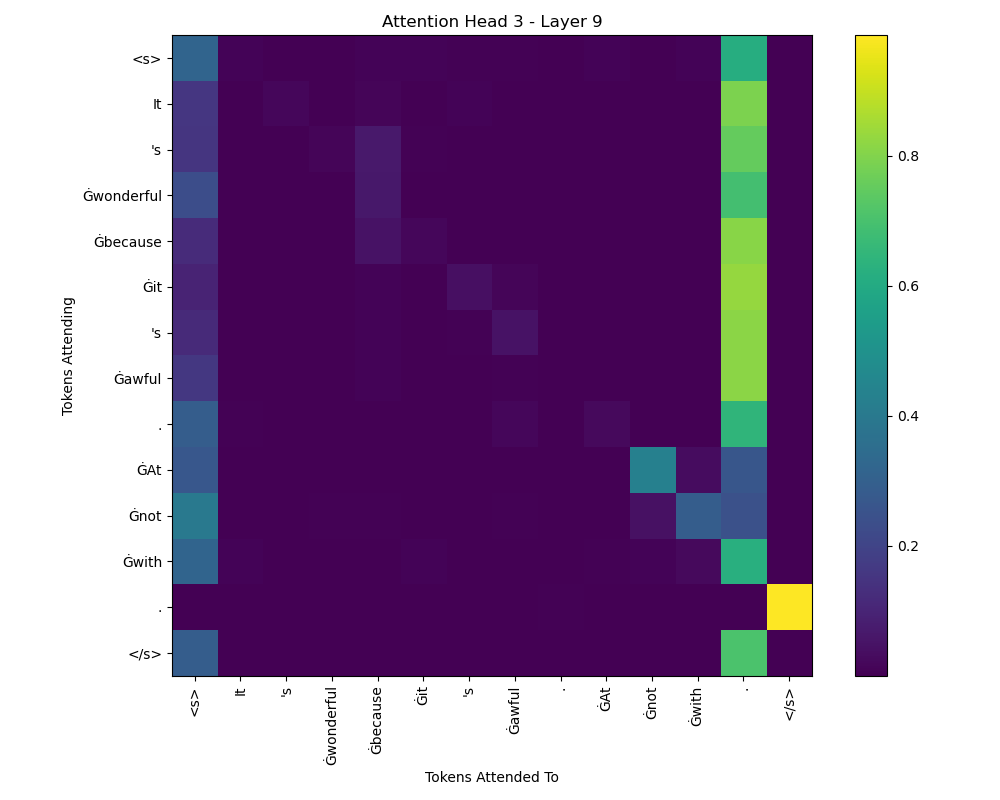 Attention Head 3 - Layer 9
Tokens Attending
<s>
It
's
Ġwonderful
Ġbecause
Ġit
's
Ġawful
.
ĠAt
Ġnot
Ġwith
.
</s>
<s>
It
's
Ġwonderful
Ġbecause
Ġit
's
Ġawful
.
ĠAt
Ġnot
Ġwith
.
</s>
Tokens Attended To
0.8
0.6
0.4
0.2